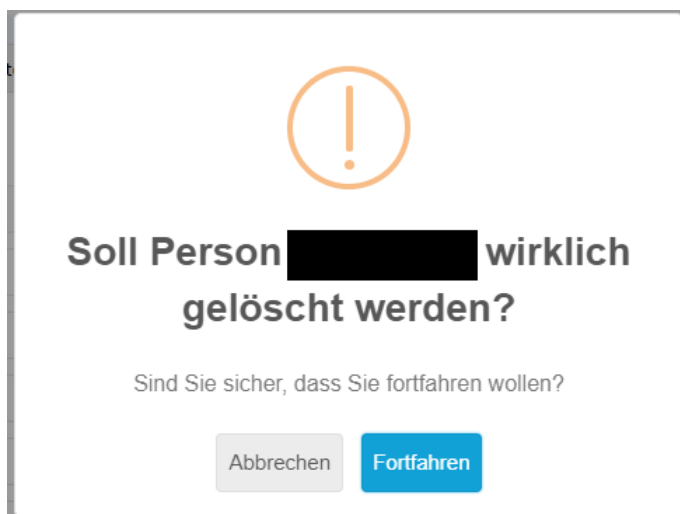 Soll Person wirklich
gelöscht werden?
Sind Sie sicher, dass Sie fortfahren wollen?
Abbrechen
Fortfahren